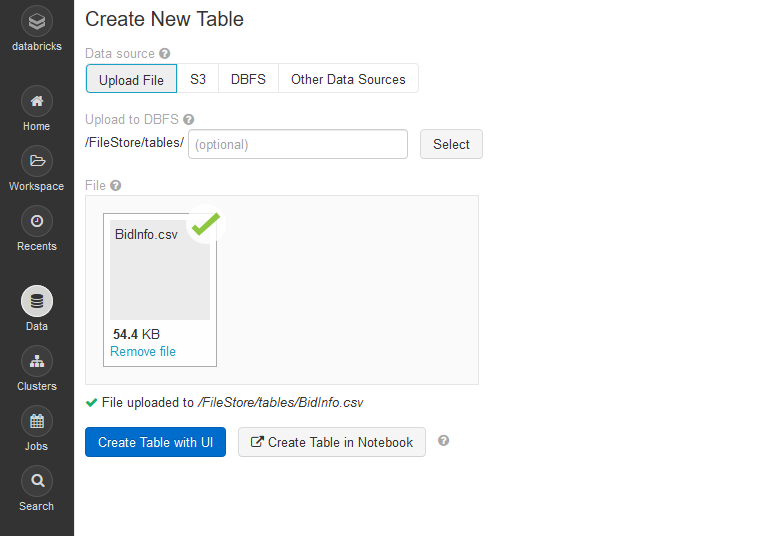 databricks
Home
Workspace
Recents
Data
Clusters
Jobs
Search
Create New Table
Data source
Upload File S3 DBFS Other Data Sources
Upload to DBFS
/FileStore/tables/ (optional) Select
File
BidInfo.csv
54.4 KB
Remove file
File uploaded to /FileStore/tables/BidInfo.csv
Create Table with UI Create Table in Notebook